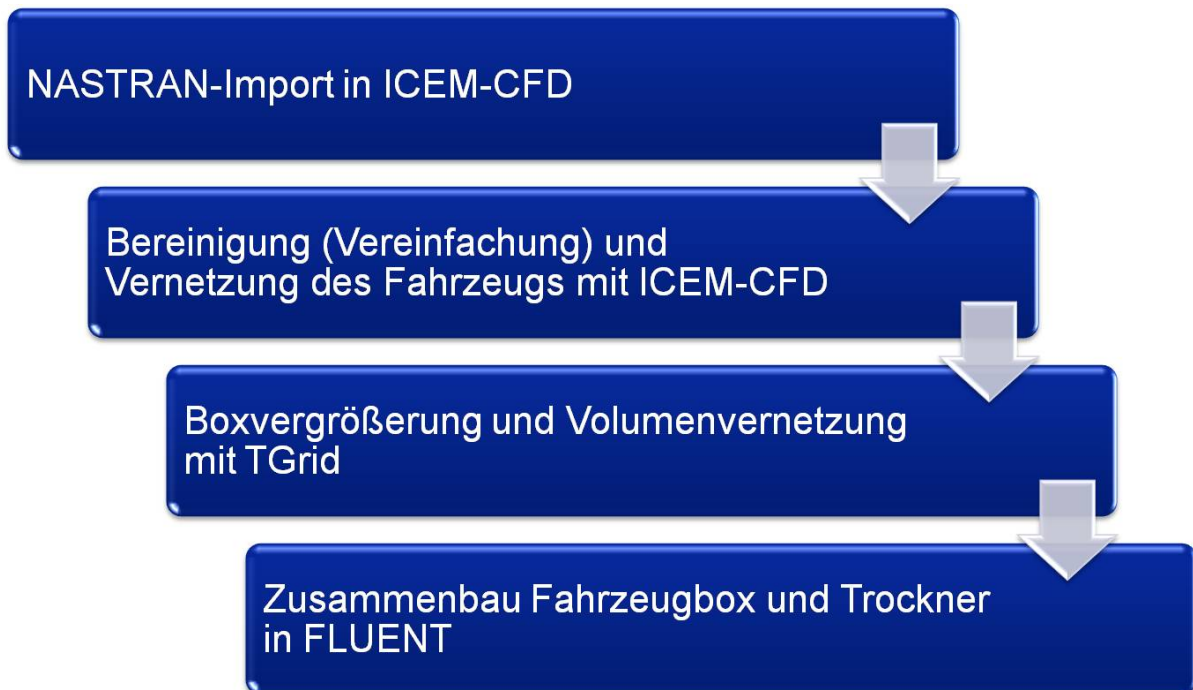 NASTRAN-Import in ICEM-CFD
Bereinigung (Vereinfachung) und
Vernetzung des Fahrzeugs mit ICEM-CFD
Boxvergrößerung und Volumenvernetzung
mit TGrid
Zusammenbau Fahrzeugbox und Trockner
in FLUENT